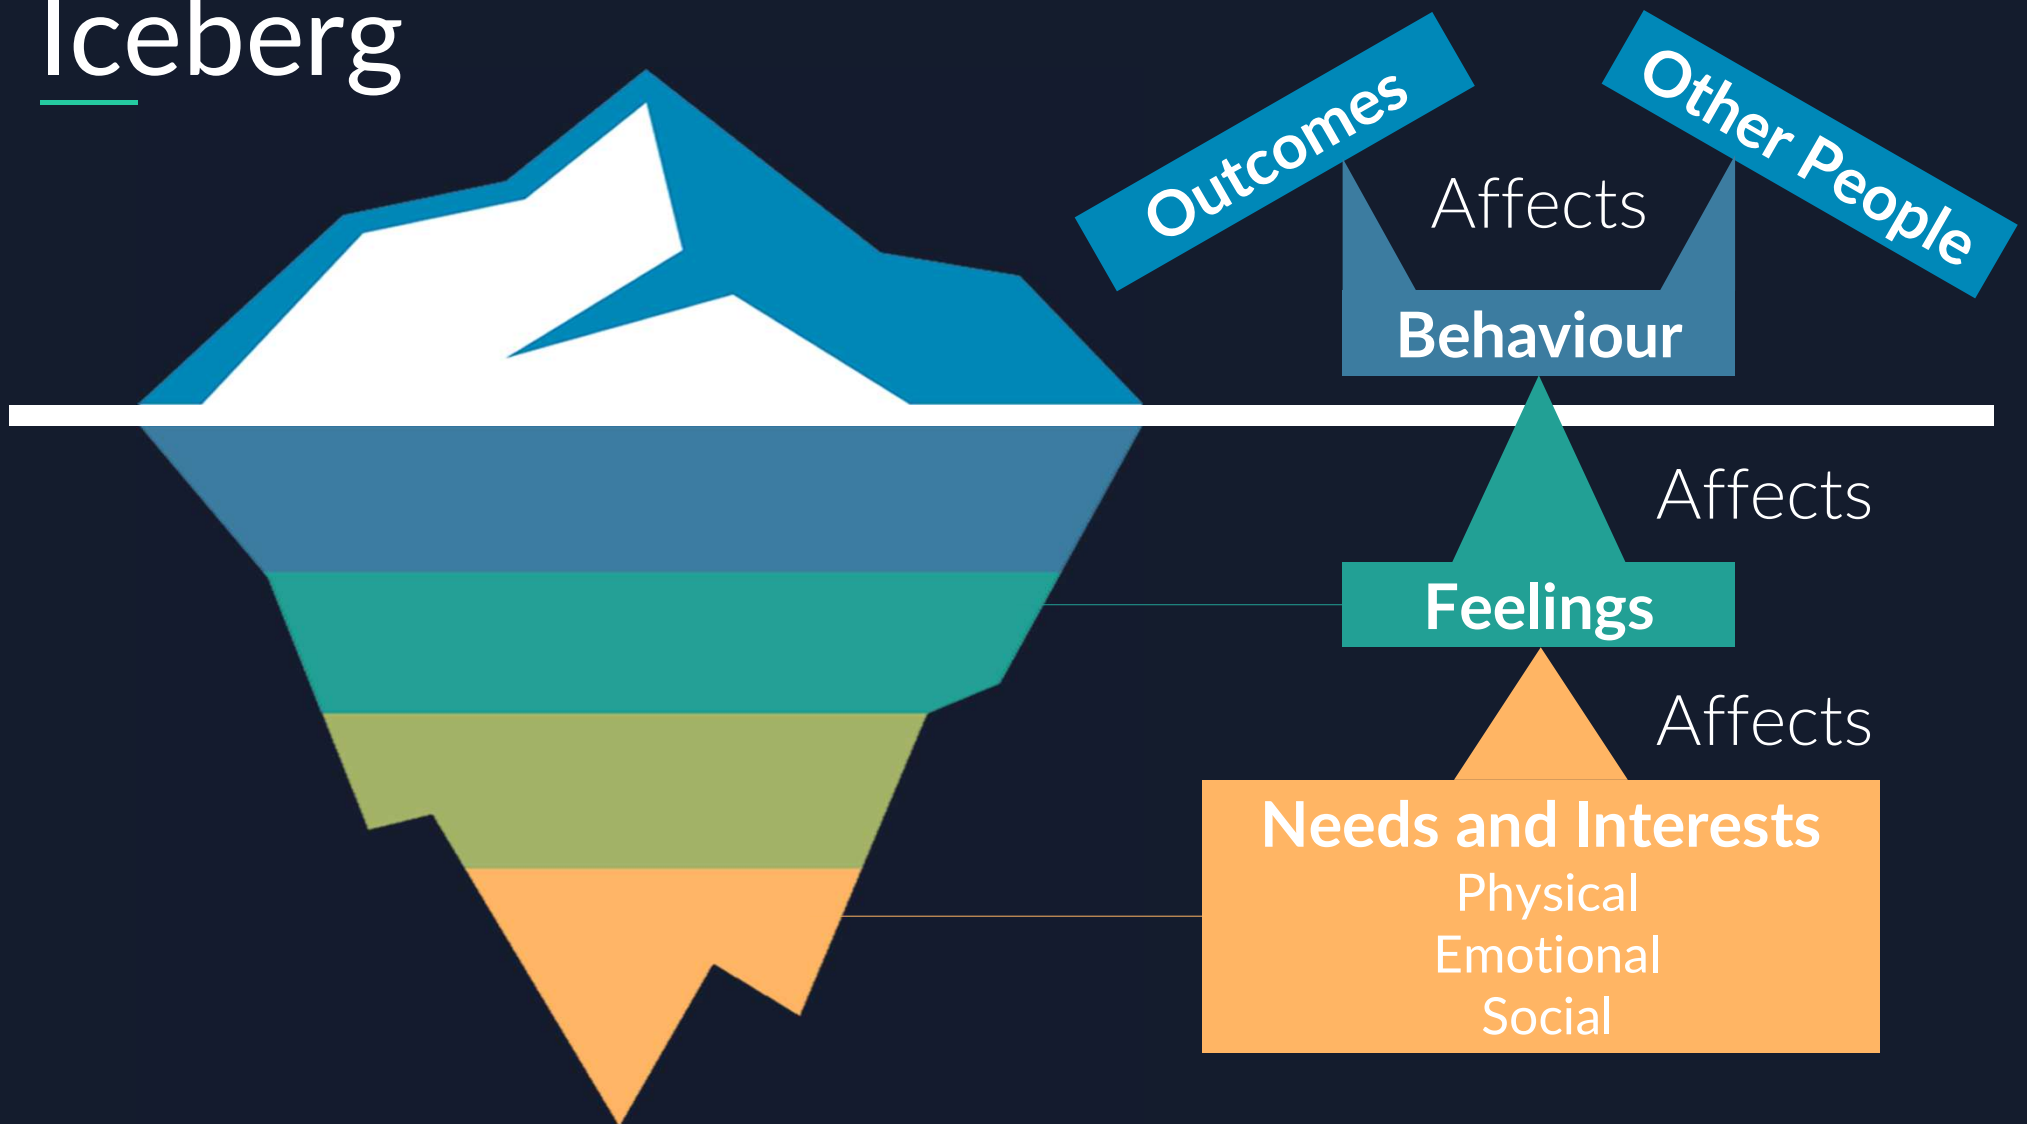 Iceberg
Outcomes
Other People
Affects
Behaviour
Affects
Feelings
Affects
Needs and Interests
Physical
Emotional
Social